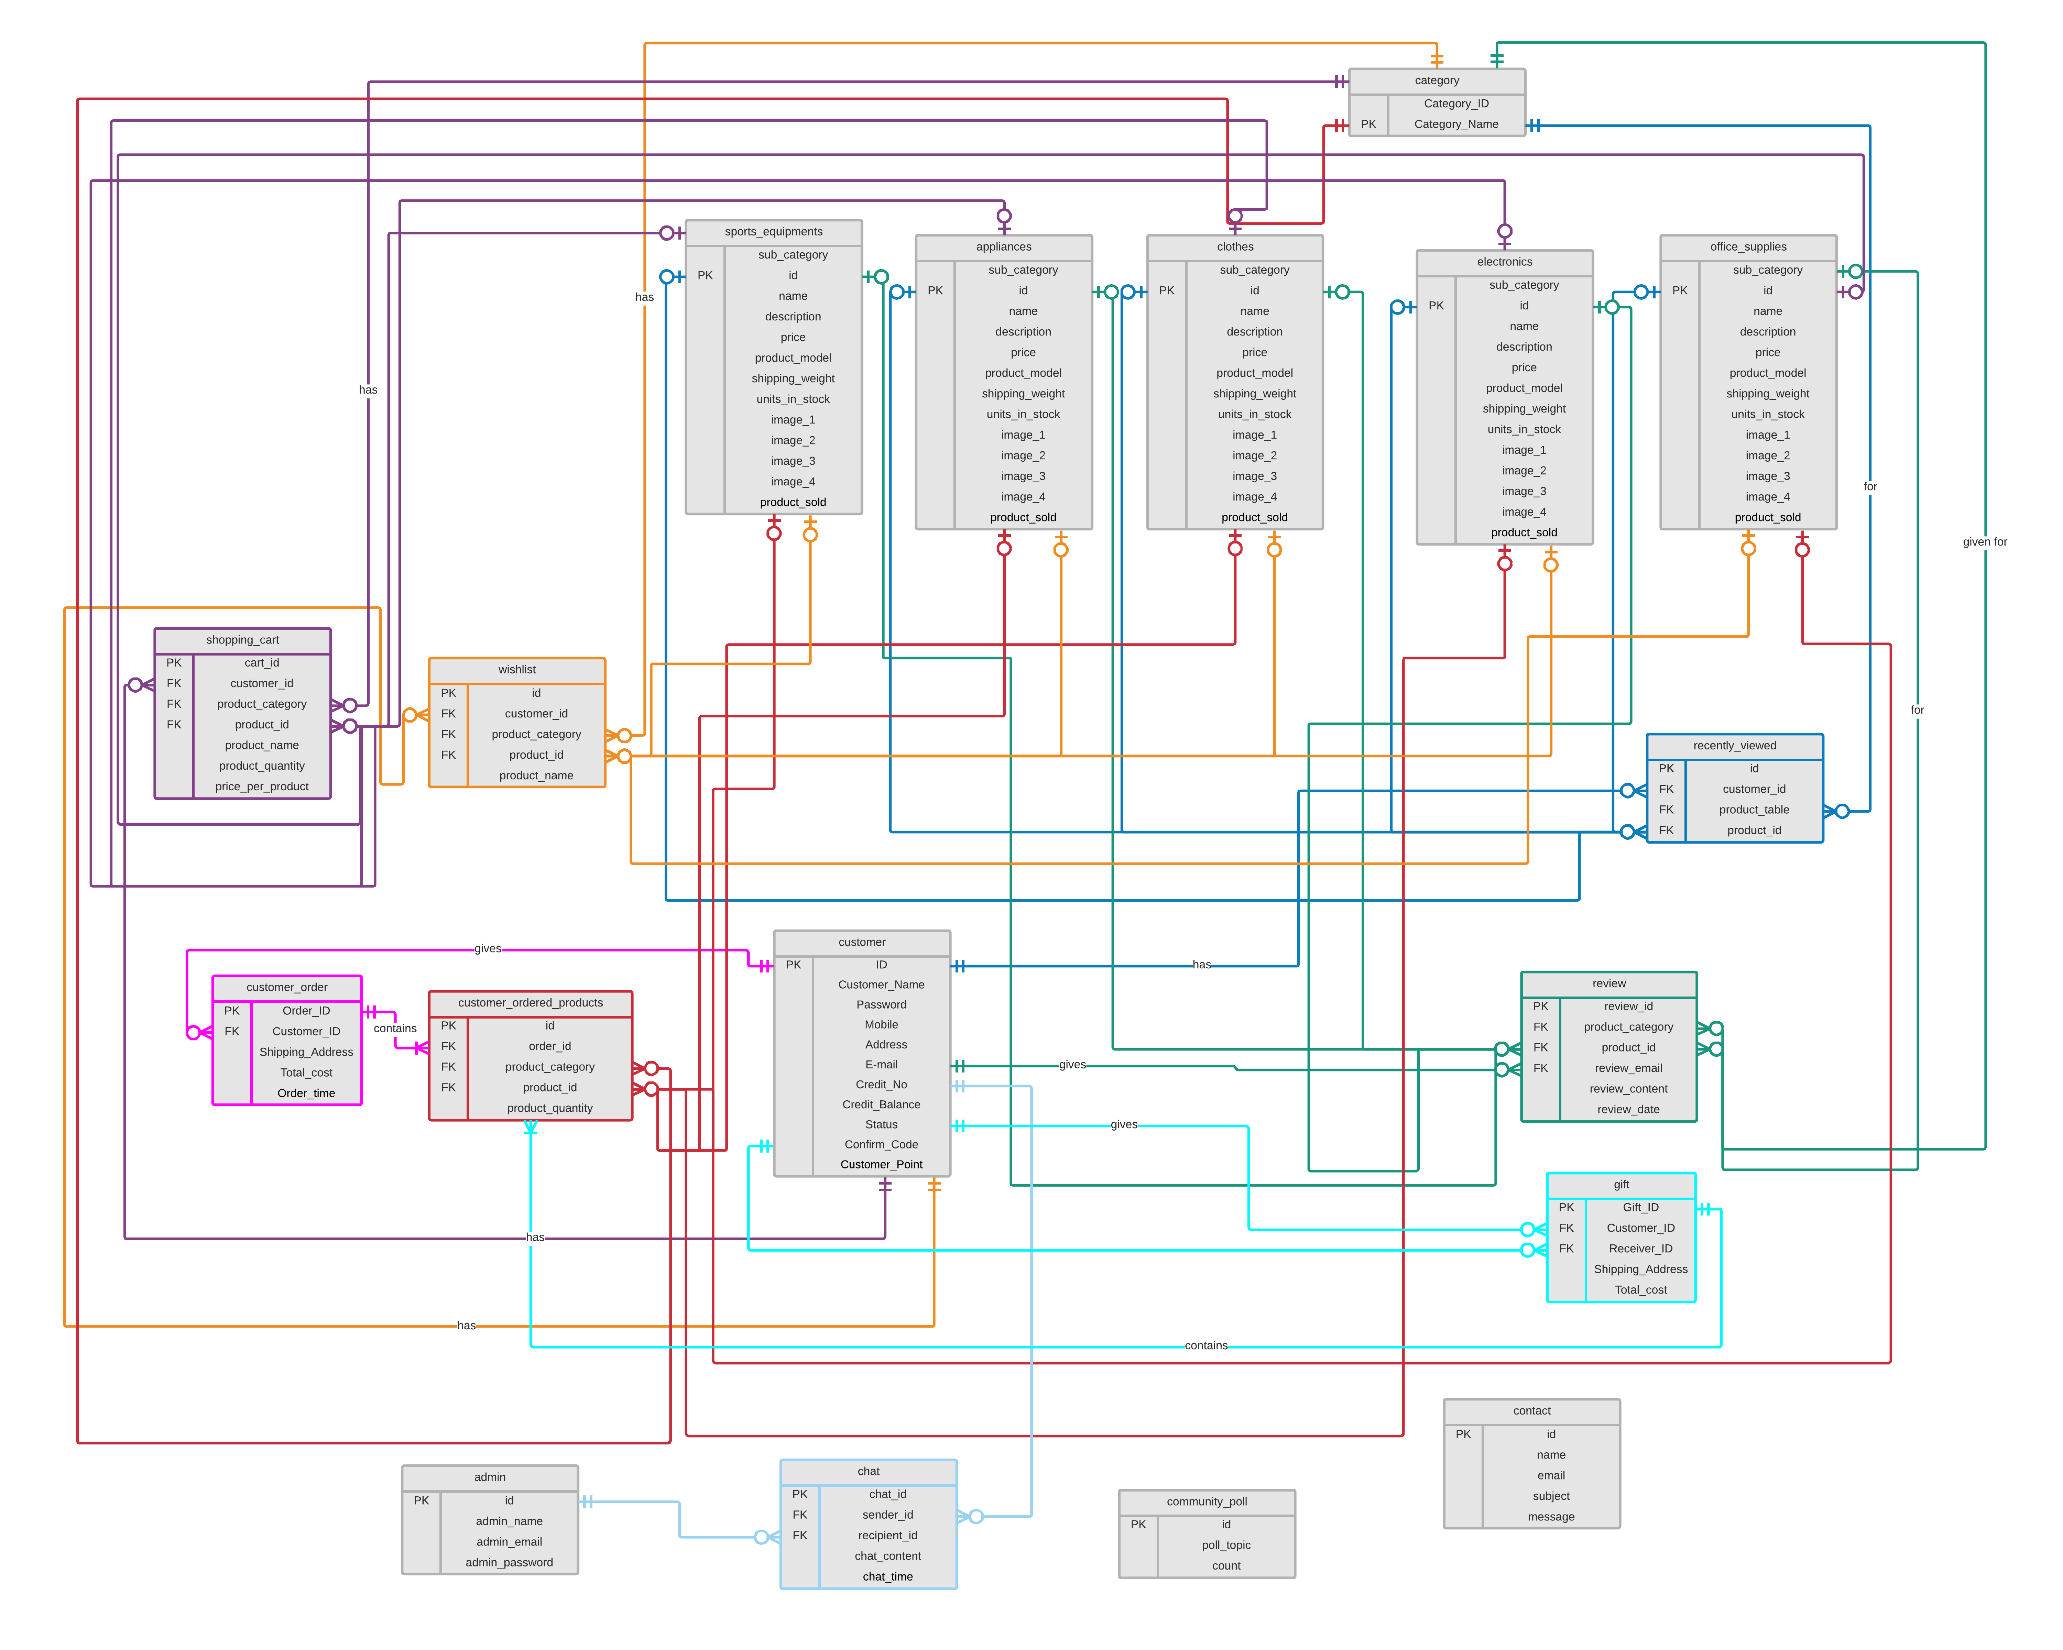 category
Category_ID
PK Category_Name
sports_equipments
sub_category
PK id
name
description
price
product_model
shipping_weight
units_in_stock
image_1
image_2
image_3
image_4
product_sold
appliances
sub_category
PK id
name
description
price
product_model
shipping_weight
units_in_stock
image_1
image_2
image_3
image_4
product_sold
clothes
sub_category
PK id
name
description
price
product_model
shipping_weight
units_in_stock
image_1
image_2
image_3
image_4
product_sold
electronics
sub_category
PK id
name
description
price
product_model
shipping_weight
units_in_stock
image_1
image_2
image_3
image_4
product_sold
office_supplies
sub_category
PK id
name
description
price
product_model
shipping_weight
units_in_stock
image_1
image_2
image_3
image_4
product_sold
has
has
for
given for
for
shopping_cart
PK cart_id
FK customer_id
FK product_category
FK product_id
product_name
product_quantity
price_per_product
wishlist
PK id
FK customer_id
FK product_category
FK product_id
product_name
recently_viewed
PK id
FK customer_id
FK product_table
FK product_id
gives
customer_order
PK Order_ID
FK Customer_ID
Shipping_Address
Total_cost
Order_time
contains
customer_ordered_products
PK id
FK order_id
FK product_category
FK product_id
product_quantity
customer
PK ID
Customer_Name
Password
Mobile
Address
E-mail
Credit_No
Credit_Balance
Status
Confirm_Code
Customer_Point
has
gives
gives
review
PK review_id
FK product_category
FK product_id
FK review_email
review_content
review_date
gift
PK Gift_ID
FK Customer_ID
FK Receiver_ID
Shipping_Address
Total_cost
has
has
contains
contact
PK id
name
email
subject
message
admin
PK id
admin_name
admin_email
admin_password
chat
PK chat_id
FK sender_id
FK recipient_id
chat_content
chat_time
community_poll
PK id
poll_topic
count